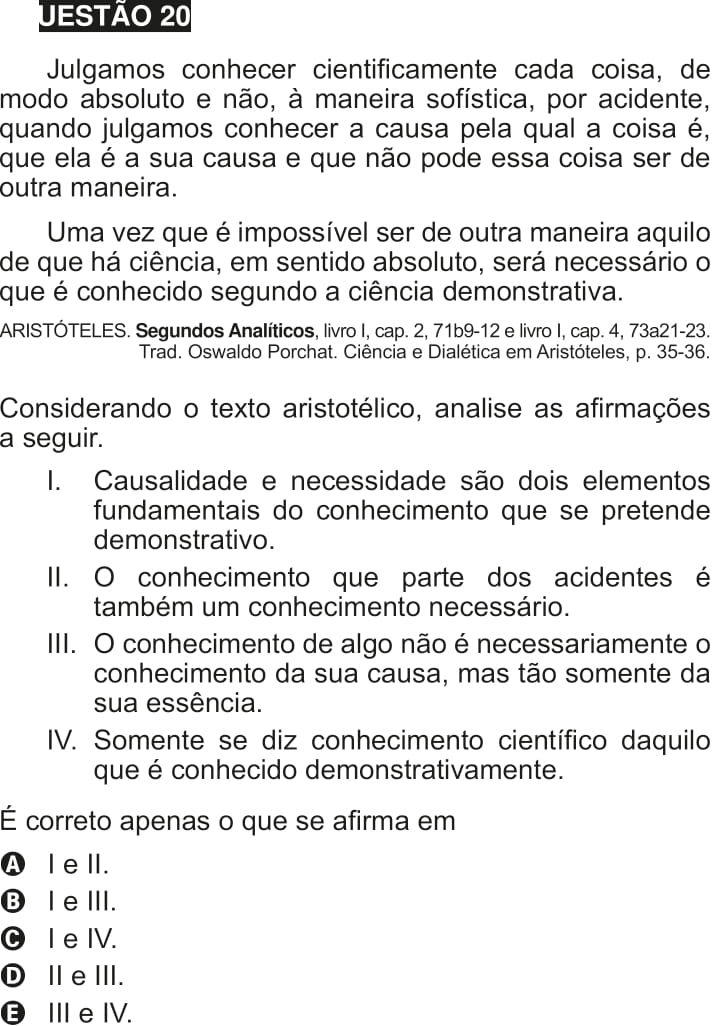 UESTÃO 20
Julgamos conhecer cientificamente cada coisa, de
modo absoluto e não, à maneira sofística, por acidente,
quando julgamos conhecer a causa pela qual a coisa é,
que ela é a sua causa e que não pode essa coisa ser de
outra maneira.
Uma vez que é impossível ser de outra maneira aquilo
de que há ciência, em sentido absoluto, será necessário o
que é conhecido segundo a ciência demonstrativa.
ARISTÓTELES. Segundos Analíticos, livro I, cap. 2, 71b9-12 e livro I, cap. 4, 73a21-23.
Trad. Oswaldo Porchat. Ciência e Dialética em Aristóteles, p. 35-36.
Considerando o texto aristotélico, analise as afirmações
a seguir.
I. Causalidade e necessidade são dois elementos
fundamentais do conhecimento que se pretende
demonstrativo.
II. O conhecimento que parte dos acidentes é
também um conhecimento necessário.
III. O conhecimento de algo não é necessariamente o
conhecimento da sua causa, mas tão somente da
sua essência.
IV. Somente se diz conhecimento científico daquilo
que é conhecido demonstrativamente.
É correto apenas o que se afirma em
A I e II.
B I e III.
C I e IV.
D II e III.
E III e IV.